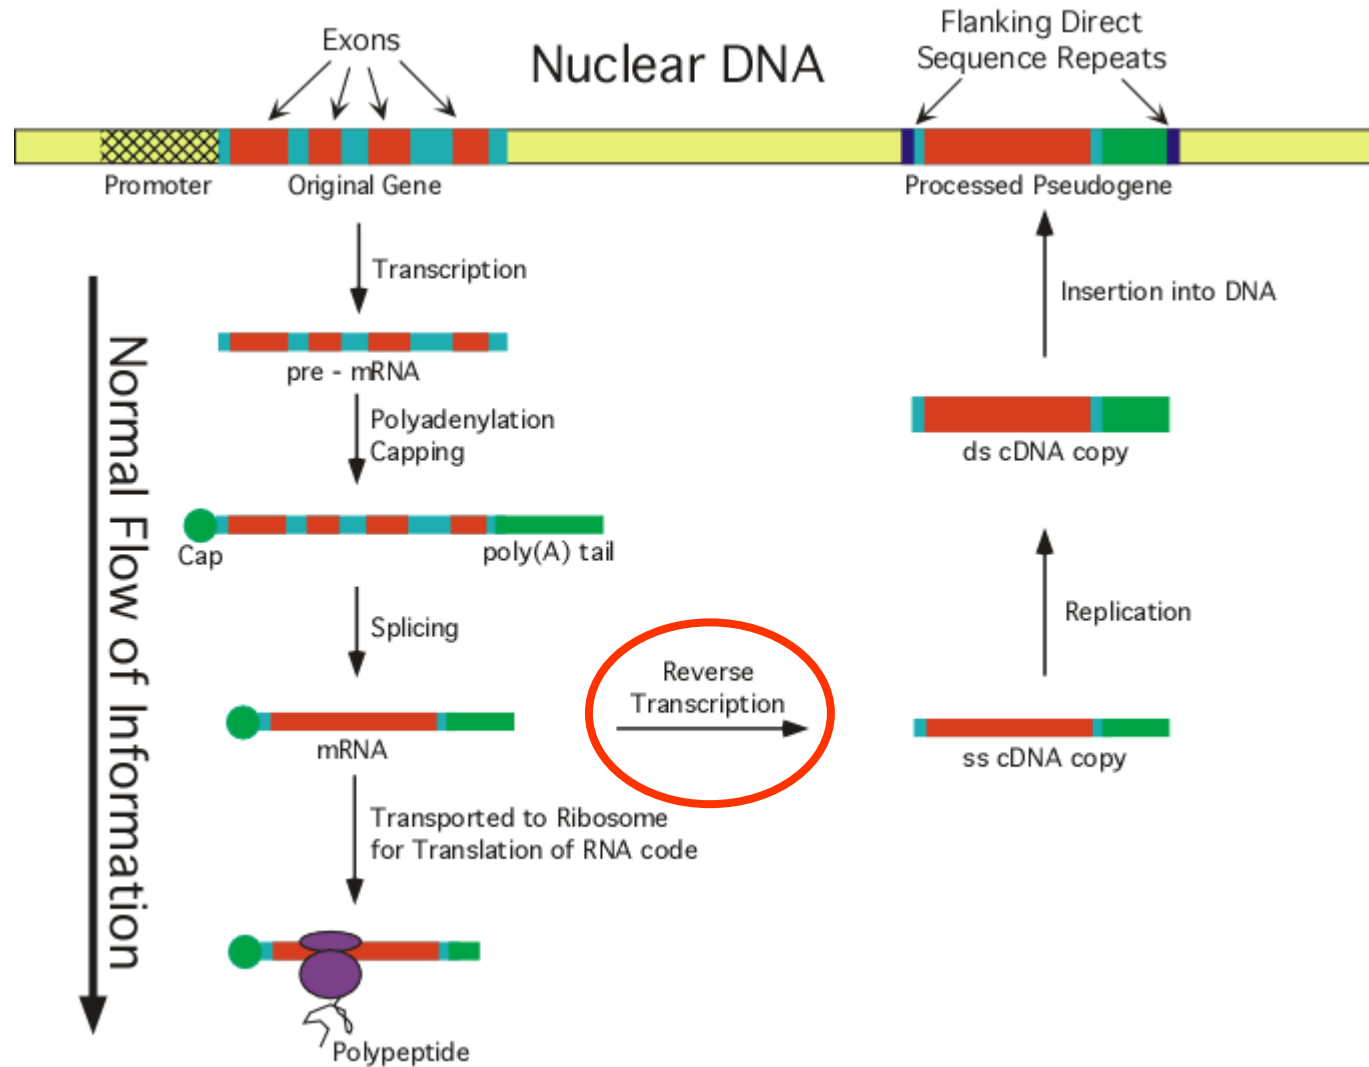 Exons
Nuclear DNA
Flanking Direct
Sequence Repeats
Promoter
Original Gene
Processed Pseudogene
Transcription
pre - mRNA
Polyadenylation
Capping
Cap
poly(A) tail
Splicing
mRNA
Transported to Ribosome
for Translation of RNA code
Polypeptide
Normal Flow of Information
Reverse
Transcription
Insertion into DNA
ds cDNA copy
Replication
ss cDNA copy